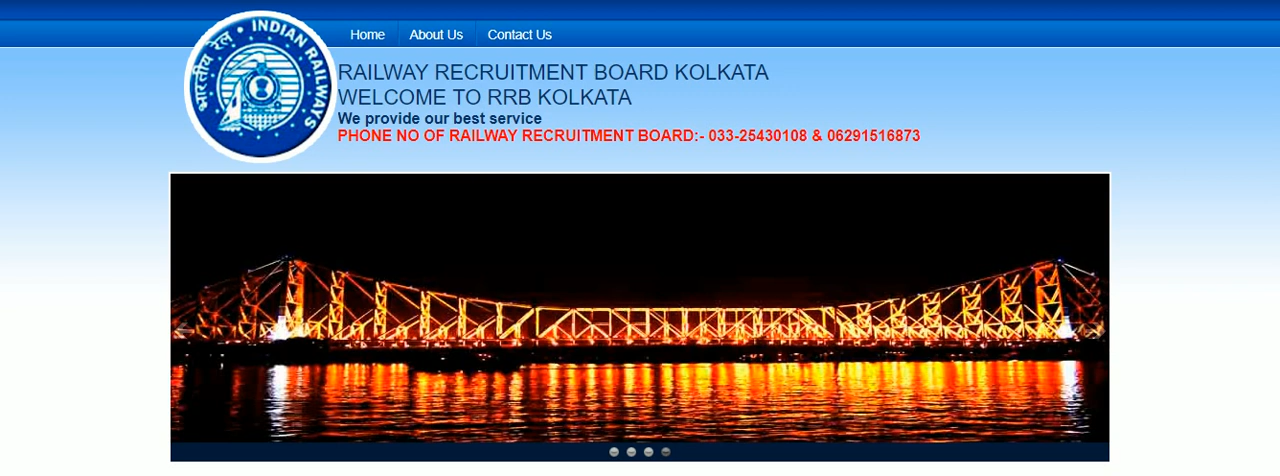 भारतीय रेल • INDIAN RAILWAYS
Home
About Us
Contact Us
RAILWAY RECRUITMENT BOARD KOLKATA
WELCOME TO RRB KOLKATA
We provide our best service
PHONE NO OF RAILWAY RECRUITMENT BOARD:- 033-25430108 & 06291516873